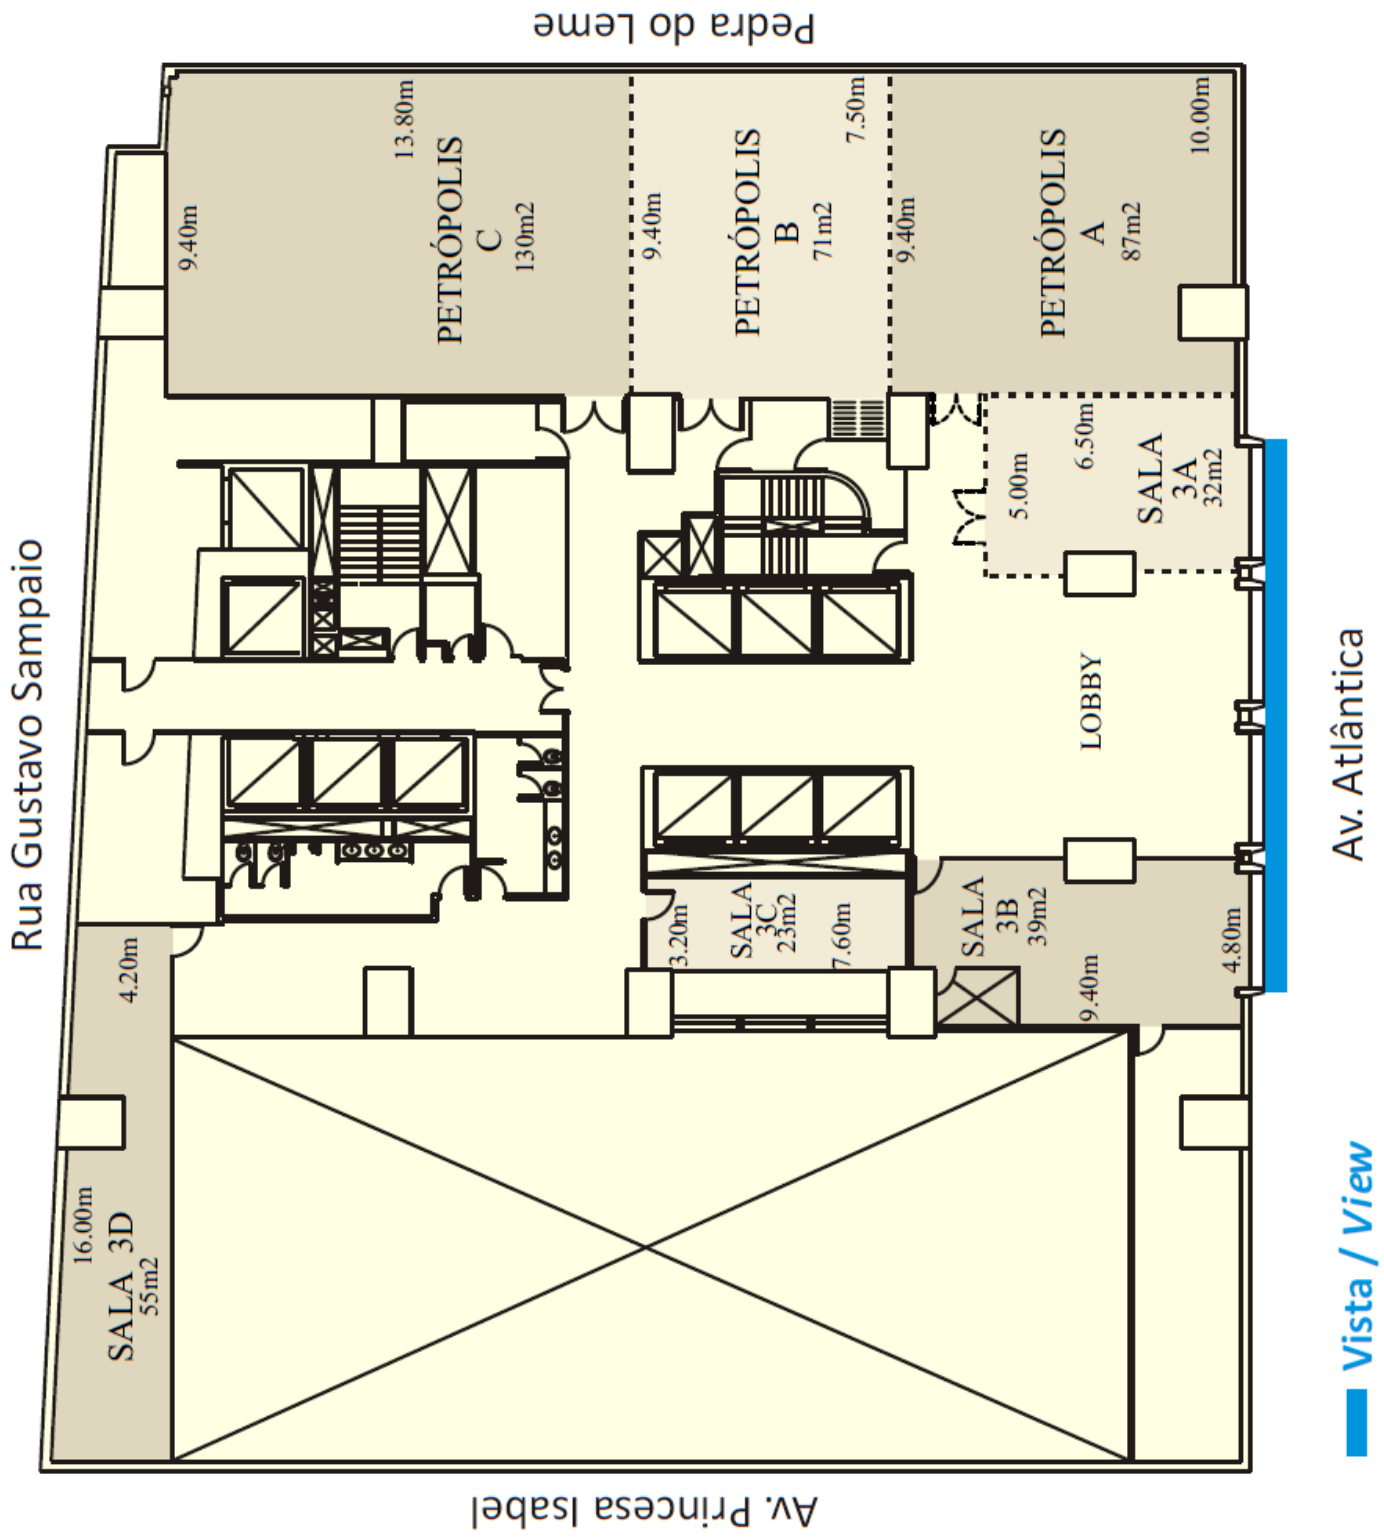 Pedra do Leme
Rua Gustavo Sampaio
13.80m
9.40m
PETRÓPOLIS
C
130m2
9.40m
7.50m
PETRÓPOLIS
B
71m2
9.40m
10.00m
PETRÓPOLIS
A
87m2
5.00m
6.50m
SALA
3A
32m2
LOBBY
3.20m
SALA
3C
23m2
7.60m
SALA
3B
39m2
9.40m
4.80m
4.20m
16.00m
SALA 3D
55m2
Av. Atlântica
Vista / View
Av. Princesa Isabel